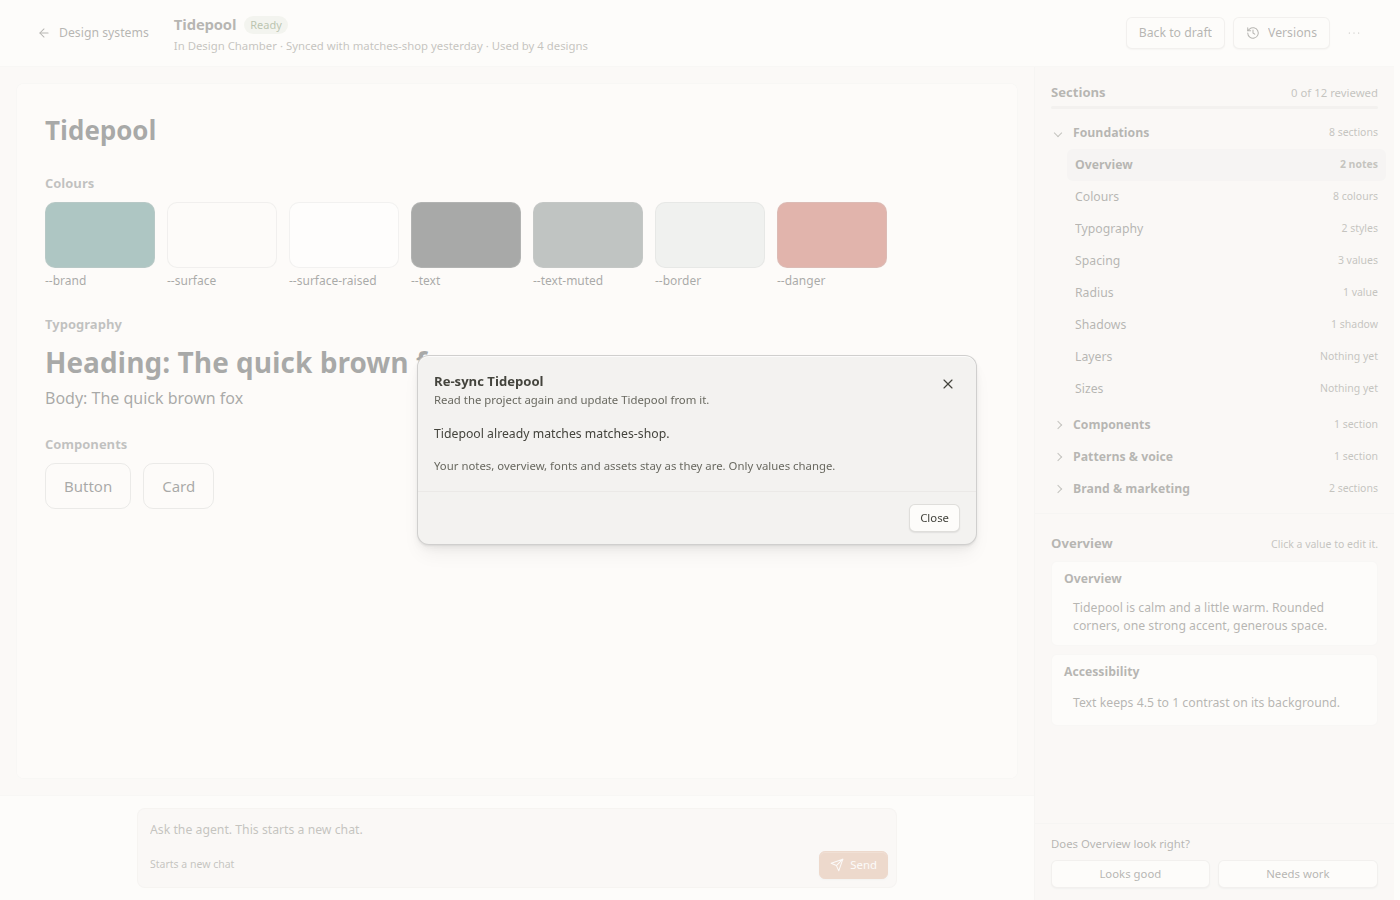 Design systems
Tidepool Ready
In Design Chamber · Synced with matches-shop yesterday · Used by 4 designs
Back to draft
Versions
Tidepool
Colours
--brand
--surface
--surface-raised
--text
--text-muted
--border
--danger
Typography
Heading: The quick brown f
Body: The quick brown fox
Components
Button
Card
Re-sync Tidepool
Read the project again and update Tidepool from it.
Tidepool already matches matches-shop.
Your notes, overview, fonts and assets stay as they are. Only values change.
Close
Ask the agent. This starts a new chat.
Starts a new chat
Send
Sections 0 of 12 reviewed
Foundations 8 sections
Overview 2 notes
Colours 8 colours
Typography 2 styles
Spacing 3 values
Radius 1 value
Shadows 1 shadow
Layers Nothing yet
Sizes Nothing yet
Components 1 section
Patterns & voice 1 section
Brand & marketing 2 sections
Overview Click a value to edit it.
Overview
Tidepool is calm and a little warm. Rounded
corners, one strong accent, generous space.
Accessibility
Text keeps 4.5 to 1 contrast on its background.
Does Overview look right?
Looks good
Needs work